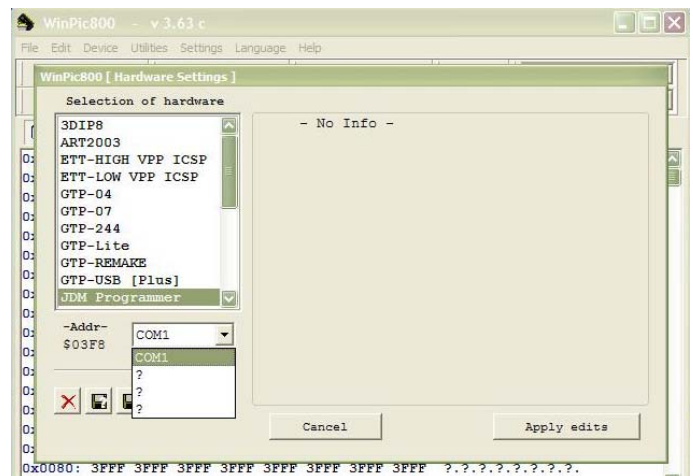 WinPic800 - v 3.63 c
File Edit Device Utilities Settings Language Help
WinPic800 [ Hardware Settings ]
Selection of hardware
3DIP8
ART2003
ETT-HIGH VPP ICSP
ETT-LOW VPP ICSP
GTP-04
GTP-07
GTP-244
GTP-Lite
GTP-REMAKE
GTP-USB [Plus]
JDM Programmer
- No Info -
-Addr-
$03F8
COM1
COM1
?
?
?
Cancel
Apply edits
0x0080: 3FFF 3FFF 3FFF 3FFF 3FFF 3FFF 3FFF 3FFF ?.?.?.?.?.?.?.?.